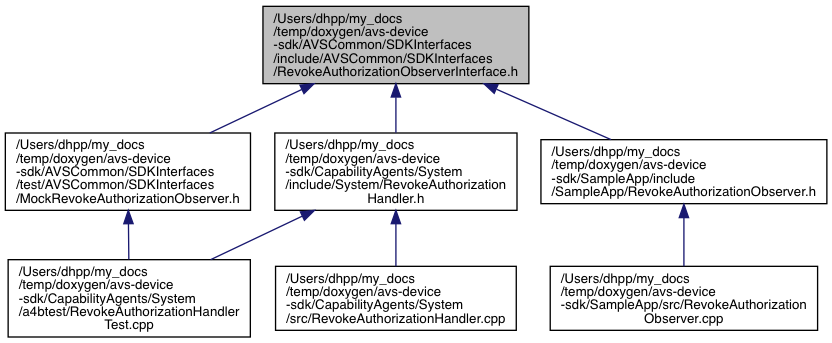 /Users/dhpp/my_docs
/temp/doxygen/avs-device
-sdk/AVSCommon/SDKInterfaces
/include/AVSCommon/SDKInterfaces
/RevokeAuthorizationObserverInterface.h
/Users/dhpp/my_docs
/temp/doxygen/avs-device
-sdk/AVSCommon/SDKInterfaces
/test/AVSCommon/SDKInterfaces
/MockRevokeAuthorizationObserver.h
/Users/dhpp/my_docs
/temp/doxygen/avs-device
-sdk/CapabilityAgents/System
/include/System/RevokeAuthorization
Handler.h
/Users/dhpp/my_docs
/temp/doxygen/avs-device
-sdk/SampleApp/include
/SampleApp/RevokeAuthorizationObserver.h
/Users/dhpp/my_docs
/temp/doxygen/avs-device
-sdk/CapabilityAgents/System
/a4btest/RevokeAuthorizationHandler
Test.cpp
/Users/dhpp/my_docs
/temp/doxygen/avs-device
-sdk/CapabilityAgents/System
/src/RevokeAuthorizationHandler.cpp
/Users/dhpp/my_docs
/temp/doxygen/avs-device
-sdk/SampleApp/src/RevokeAuthorization
Observer.cpp